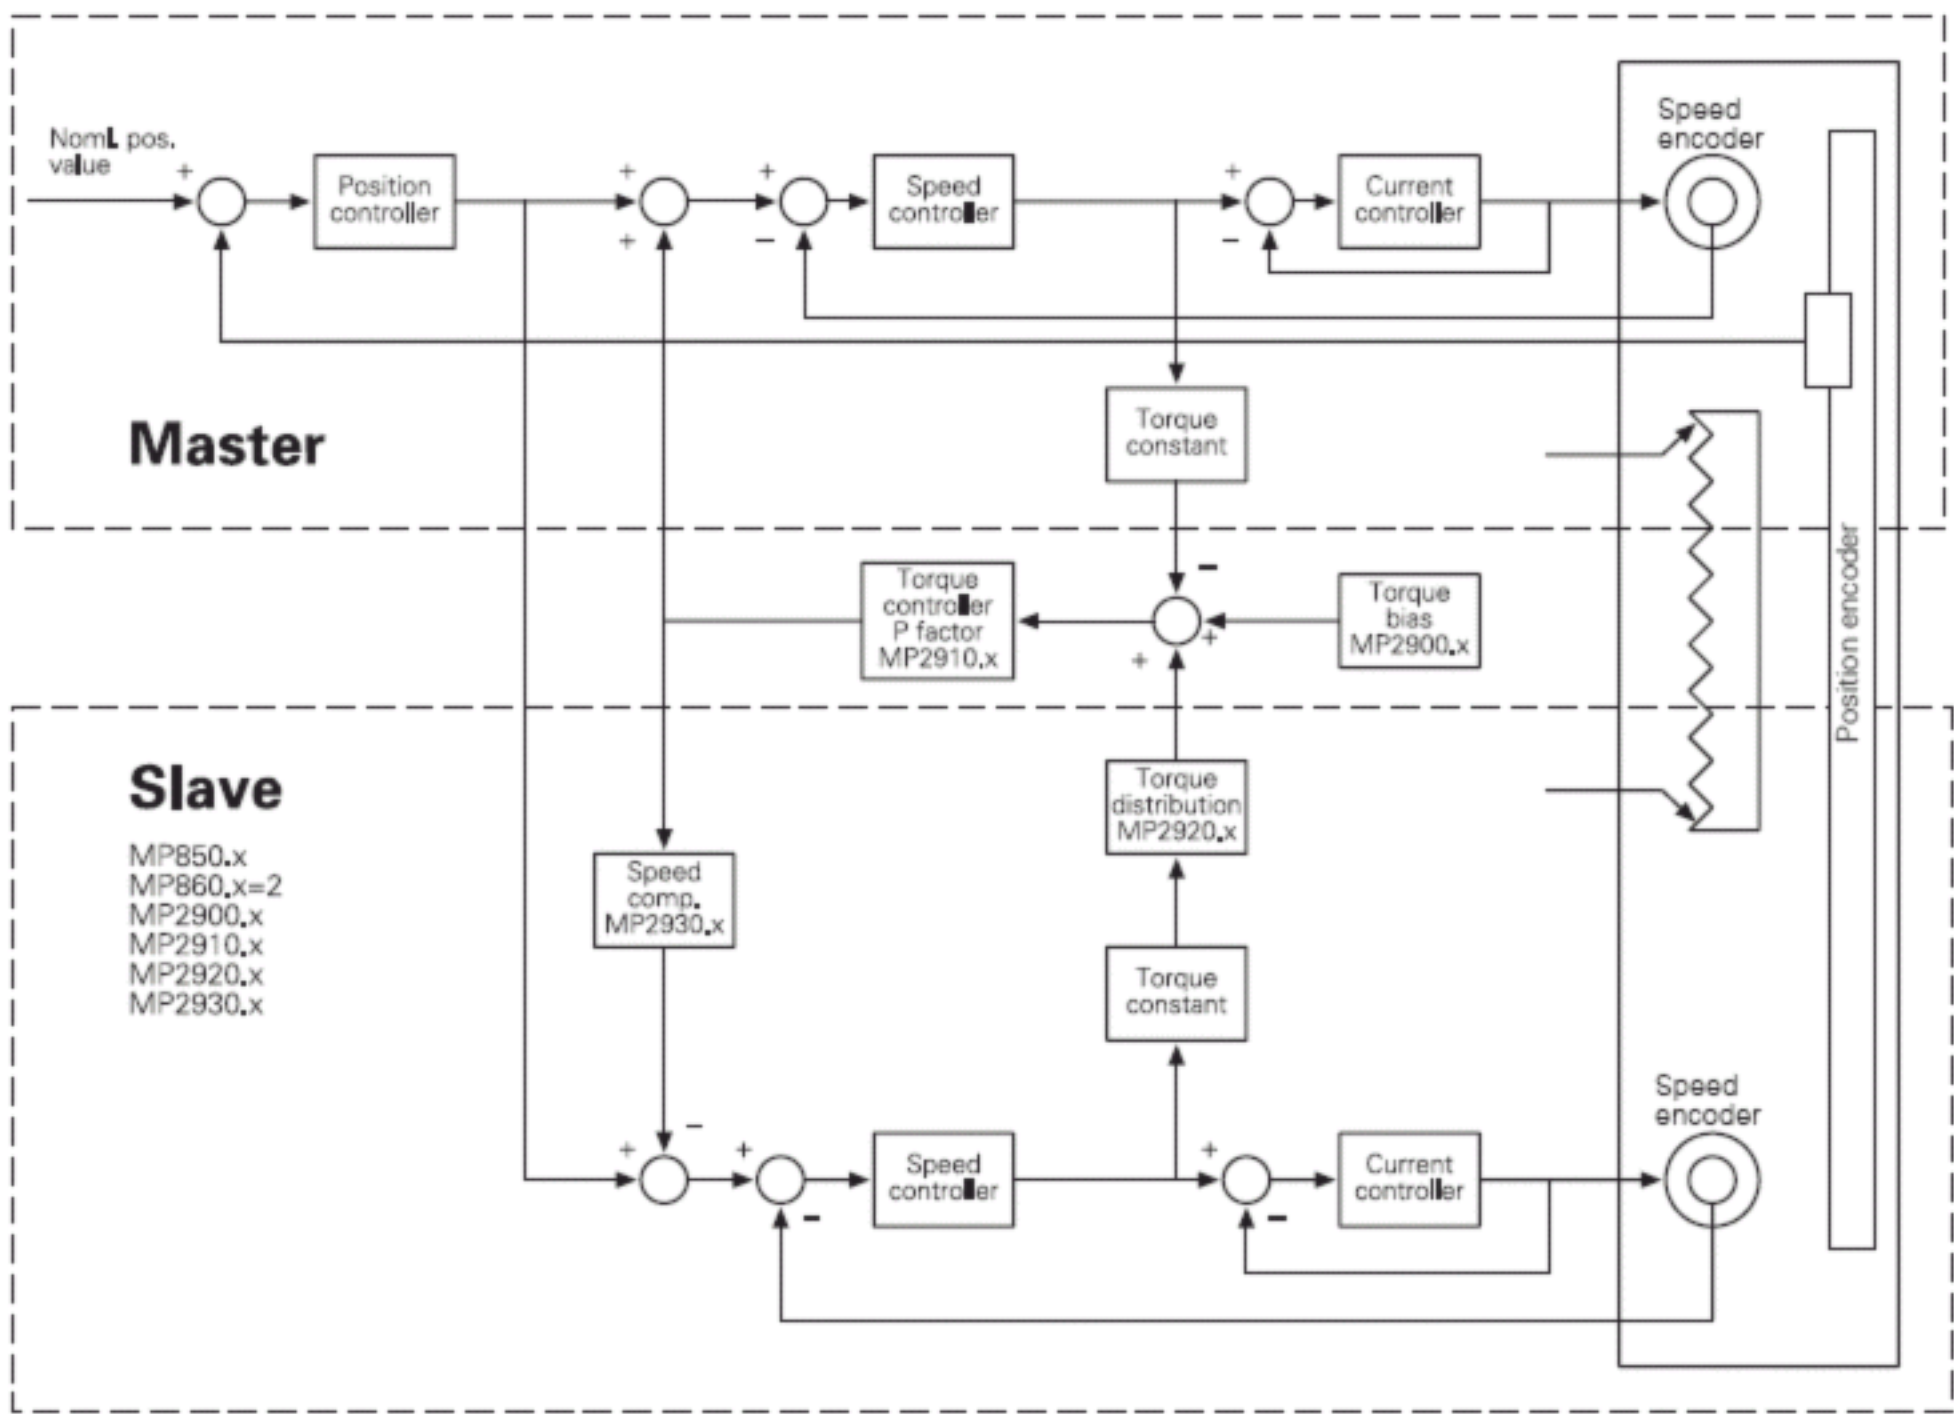 Noml. pos.
value
+
+
+
+
-
+
-
Position
controller
Speed
controller
Current
controller
Speed
encoder
Master
Torque
constant
-
Torque
controller
P factor
MP2910.x
+
+
Torque
bias
MP2900.x
Position encoder
Slave
MP850.x
MP860.x=2
MP2900.x
MP2910.x
MP2920.x
MP2930.x
Speed
comp.
MP2930.x
Torque
distribution
MP2920.x
Torque
constant
Speed
encoder
+
-
+
-
Speed
controller
+
-
Current
controller